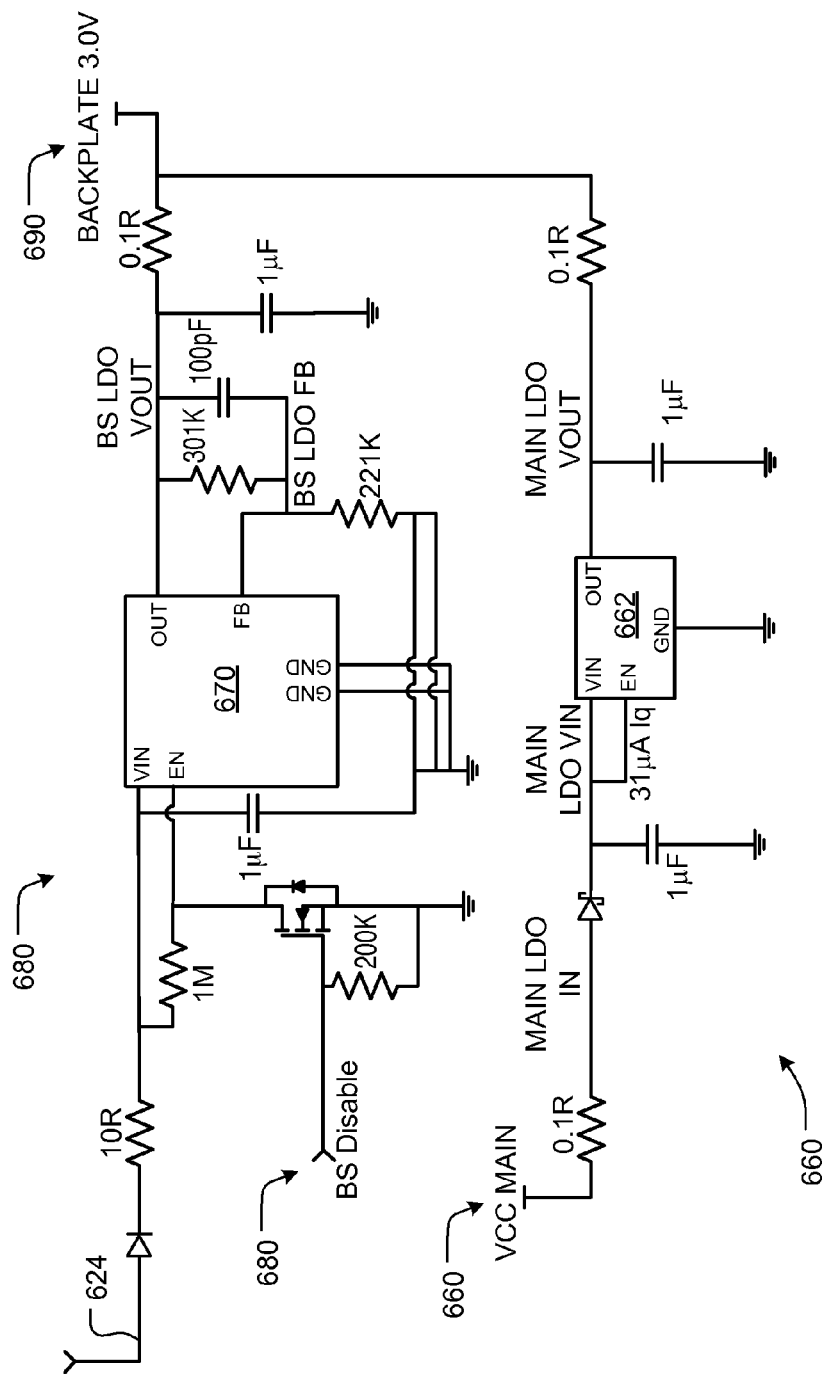 680
690
BACKPLATE 3.0V
624
10R
1M
VIN
EN
670
OUT
FB
GND
GND
BS LDO
VOUT
301K
100pF
0.1R
1µF
BS LDO FB
221K
1µF
200K
BS Disable
680
660
VCC MAIN
0.1R
MAIN LDO
IN
1µF
MAIN
LDO VIN
31µA Iq
VIN
EN
662
OUT
GND
MAIN LDO
VOUT
1µF
0.1R
660